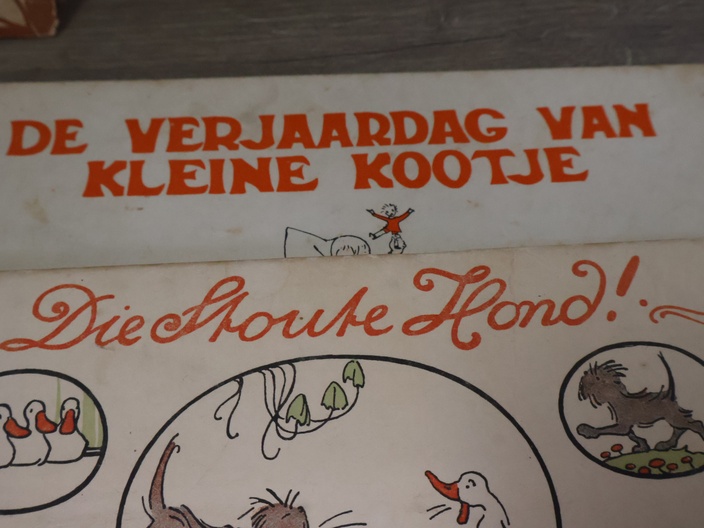 DE VERJAARDAG VAN
KLEINE KOOTJE
Die Stoute Hond!